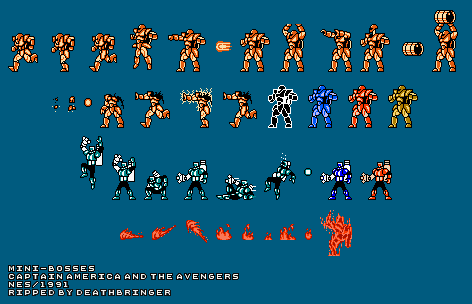 MINI-BOSSES
CAPTAIN AMERICA AND THE AVENGERS
NES/1991
RIPPED BY DEATHBRINGER